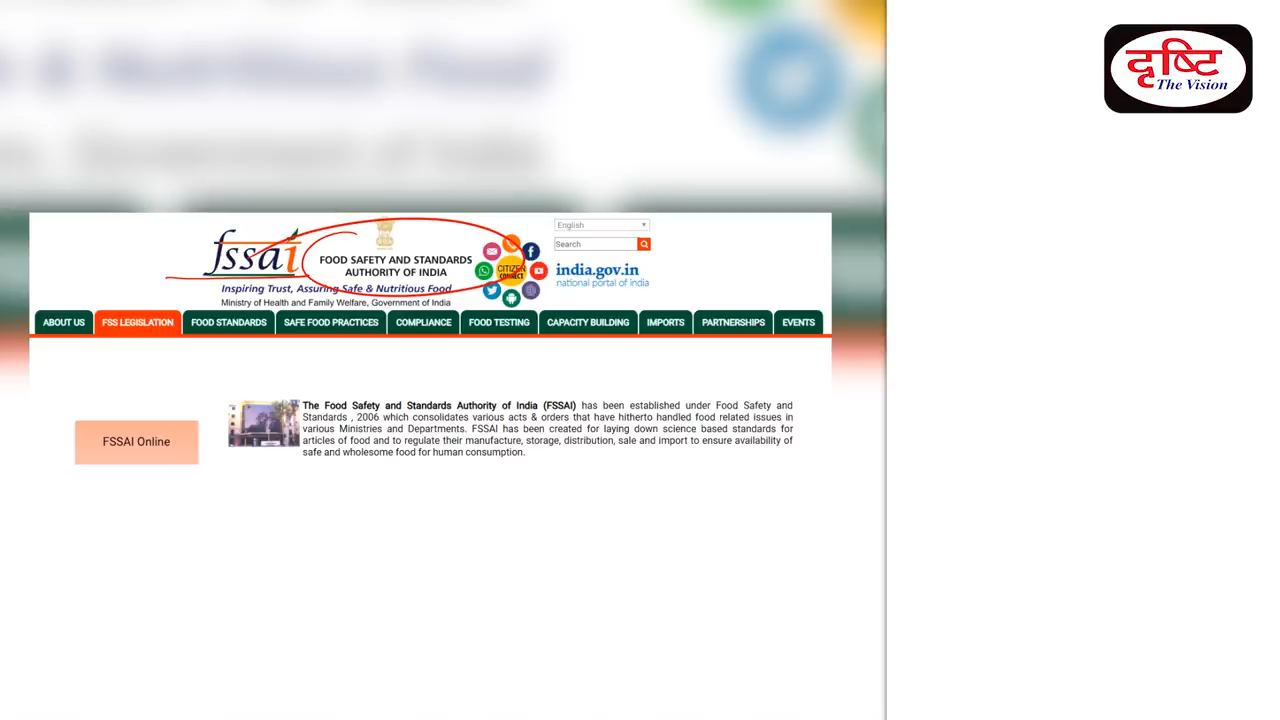 & Nutritious Food
Government of India
दृष्टि
The Vision
fssai
FOOD SAFETY AND STANDARDS
AUTHORITY OF INDIA
Inspiring Trust, Assuring Safe & Nutritious Food
Ministry of Health and Family Welfare, Government of India
CITIZEN
CONNECT
English
Search
india.gov.in
national portal of India
ABOUT US
FSS LEGISLATION
FOOD STANDARDS
SAFE FOOD PRACTICES
COMPLIANCE
FOOD TESTING
CAPACITY BUILDING
IMPORTS
PARTNERSHIPS
EVENTS
FSSAI Online
The Food Safety and Standards Authority of India (FSSAI) has been established under Food Safety and
Standards , 2006 which consolidates various acts & orders that have hitherto handled food related issues in
various Ministries and Departments. FSSAI has been created for laying down science based standards for
articles of food and to regulate their manufacture, storage, distribution, sale and import to ensure availability of
safe and wholesome food for human consumption.